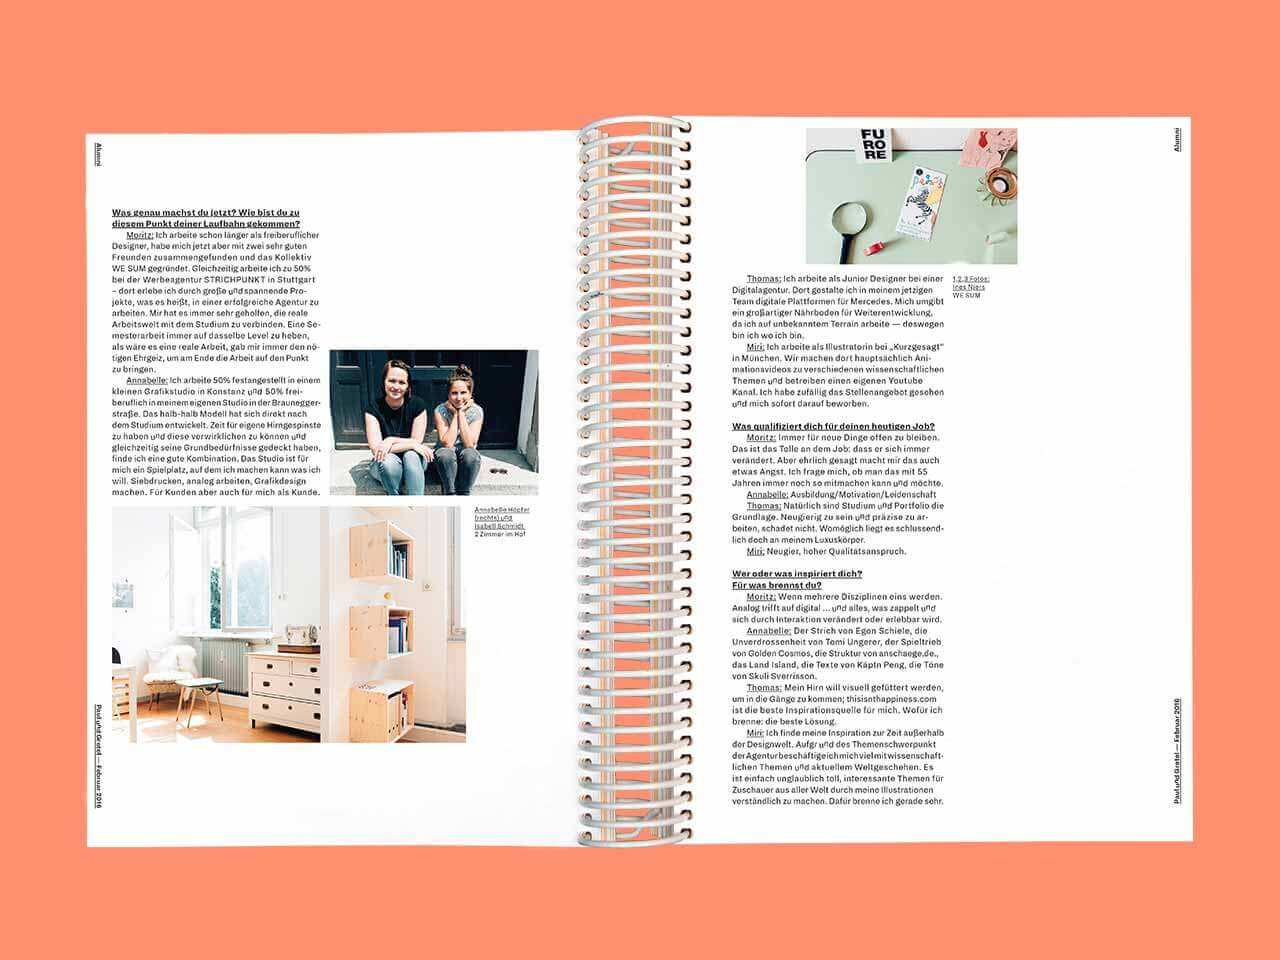 Alumni
Was genau machst du jetzt? Wie bist du zu
diesem Punkt deiner Laufbahn gekommen?
Moritz: Ich arbeite schon länger als freiberuflicher
Designer, habe mich jetzt aber mit zwei sehr guten
Freunden zusammengefunden und das Kollektiv
WE SUM gegründet. Gleichzeitig arbeite ich zu 50%
bei der Werbeagentur STRICHPUNKT in Stuttgart
– dort erlebe ich durch große und spannende Pro-
jekte, was es heißt, in einer erfolgreiche Agentur zu
arbeiten. Mir hat es immer sehr geholfen, die reale
Arbeitswelt mit dem Studium zu verbinden. Eine Se-
mesterarbeit immer auf dasselbe Level zu heben,
als wäre es eine reale Arbeit, gab mir immer den nö-
tigen Ehrgeiz, um am Ende die Arbeit auf den Punkt
zu bringen.
Annabelle: Ich arbeite 50% festangestellt in einem
kleinen Grafikstudio in Konstanz und 50% frei-
beruflich in meinem eigenen Studio in der Braunegger-
straße. Das halb-halb Modell hat sich direkt nach
dem Studium entwickelt. Zeit für eigene Hirngespinste
zu haben und diese verwirklichen zu können und
gleichzeitig seine Grundbedürfnisse gedeckt haben,
finde ich eine gute Kombination. Das Studio ist für
mich ein Spielplatz, auf dem ich machen kann was ich
will. Siebdrucken, analog arbeiten, Grafikdesign
machen. Für Kunden aber auch für mich als Kunde.
Annabelle Höpfer
(rechts) und
Isabell Schmidt,
2 Zimmer im Hof
Paul und Gretel — Februar 2016
FU
RO
RE
Alumni
Thomas: Ich arbeite als Junior Designer bei einer
Digitalagentur. Dort gestalte ich in meinem jetzigen
Team digitale Plattformen für Mercedes. Mich umgibt
ein großartiger Nährboden für Weiterentwicklung,
da ich auf unbekanntem Terrain arbeite — deswegen
bin ich wo ich bin.
Miri: Ich arbeite als Illustratorin bei „Kurzgesagt“
in München. Wir machen dort hauptsächlich Ani-
mationsvideos zu verschiedenen wissenschaftlichen
Themen und betreiben einen eigenen Youtube
Kanal. Ich habe zufällig das Stellenangebot gesehen
und mich sofort darauf beworben.
1,2,3 Fotos:
Ines Njers
WE SUM
Was qualifiziert dich für deinen heutigen Job?
Moritz: Immer für neue Dinge offen zu bleiben.
Das ist das Tolle an dem Job: dass er sich immer
verändert. Aber ehrlich gesagt macht mir das auch
etwas Angst. Ich frage mich, ob man das mit 55
Jahren immer noch so mitmachen kann und möchte.
Annabelle: Ausbildung/Motivation/Leidenschaft
Thomas: Natürlich sind Studium und Portfolio die
Grundlage. Neugierig zu sein und präzise zu ar-
beiten, schadet nicht. Womöglich liegt es schlussend-
lich doch an meinem Luxuskörper.
Miri: Neugier, hoher Qualitätsanspruch.
Wer oder was inspiriert dich?
Für was brennst du?
Moritz: Wenn mehrere Disziplinen eins werden.
Analog trifft auf digital ... und alles, was zappelt und
sich durch Interaktion verändert oder erlebbar wird.
Annabelle: Der Strich von Egon Schiele, die
Unverdrossenheit von Tomi Ungerer, der Spieltrieb
von Golden Cosmos, die Struktur von anschaege.de.,
das Land Island, die Texte von Käptn Peng, die Töne
von Skuli Sverrisson.
Thomas: Mein Hirn will visuell gefüttert werden,
um in die Gänge zu kommen; thisisnthappiness.com
ist die beste Inspirationsquelle für mich. Wofür ich
brenne: die beste Lösung.
Miri: Ich finde meine Inspiration zur Zeit außerhalb
der Designwelt. Aufgrund des Themenschwerpunkt
der Agentur beschäftige ich mich viel mit wissenschaft-
lichen Themen und aktuellem Weltgeschehen. Es
ist einfach unglaublich toll, interessante Themen für
Zuschauer aus aller Welt durch meine Illustrationen
verständlich zu machen. Dafür brenne ich gerade sehr.
Paul und Gretel — Februar 2016